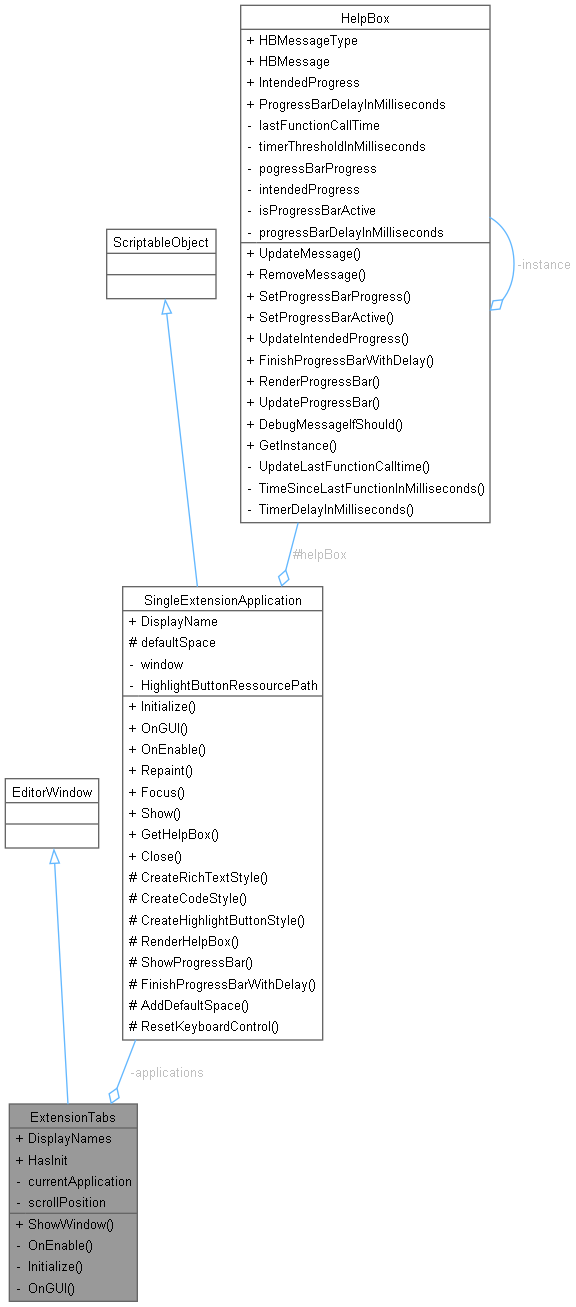 HelpBox
+ HBMessageType
+ HBMessage
+ IntendedProgress
+ ProgressBarDelayInMilliseconds
- lastFunctionCallTime
- timerThresholdInMilliseconds
- pogressBarProgress
- intendedProgress
- isProgressBarActive
- progressBarDelayInMilliseconds
+ UpdateMessage()
+ RemoveMessage()
+ SetProgressBarProgress()
+ SetProgressBarActive()
+ UpdateIntendedProgress()
+ FinishProgressBarWithDelay()
+ RenderProgressBar()
+ UpdateProgressBar()
+ DebugMessageIfShould()
+ GetInstance()
- UpdateLastFunctionCalltime()
- TimeSinceLastFunctionInMilliseconds()
- TimerDelayInMilliseconds()
-instance
ScriptableObject
#helpBox
SingleExtensionApplication
+ DisplayName
# defaultSpace
- window
- HighlightButtonRessourcePath
+ Initialize()
+ OnGUI()
+ OnEnable()
+ Repaint()
+ Focus()
+ Show()
+ GetHelpBox()
+ Close()
# CreateRichTextStyle()
# CreateCodeStyle()
# CreateHighlightButtonStyle()
# RenderHelpBox()
# ShowProgressBar()
# FinishProgressBarWithDelay()
# AddDefaultSpace()
# ResetKeyboardControl()
EditorWindow
-applications
ExtensionTabs
+ DisplayNames
+ HasInit
- currentApplication
- scrollPosition
+ ShowWindow()
- OnEnable()
- Initialize()
- OnGUI()